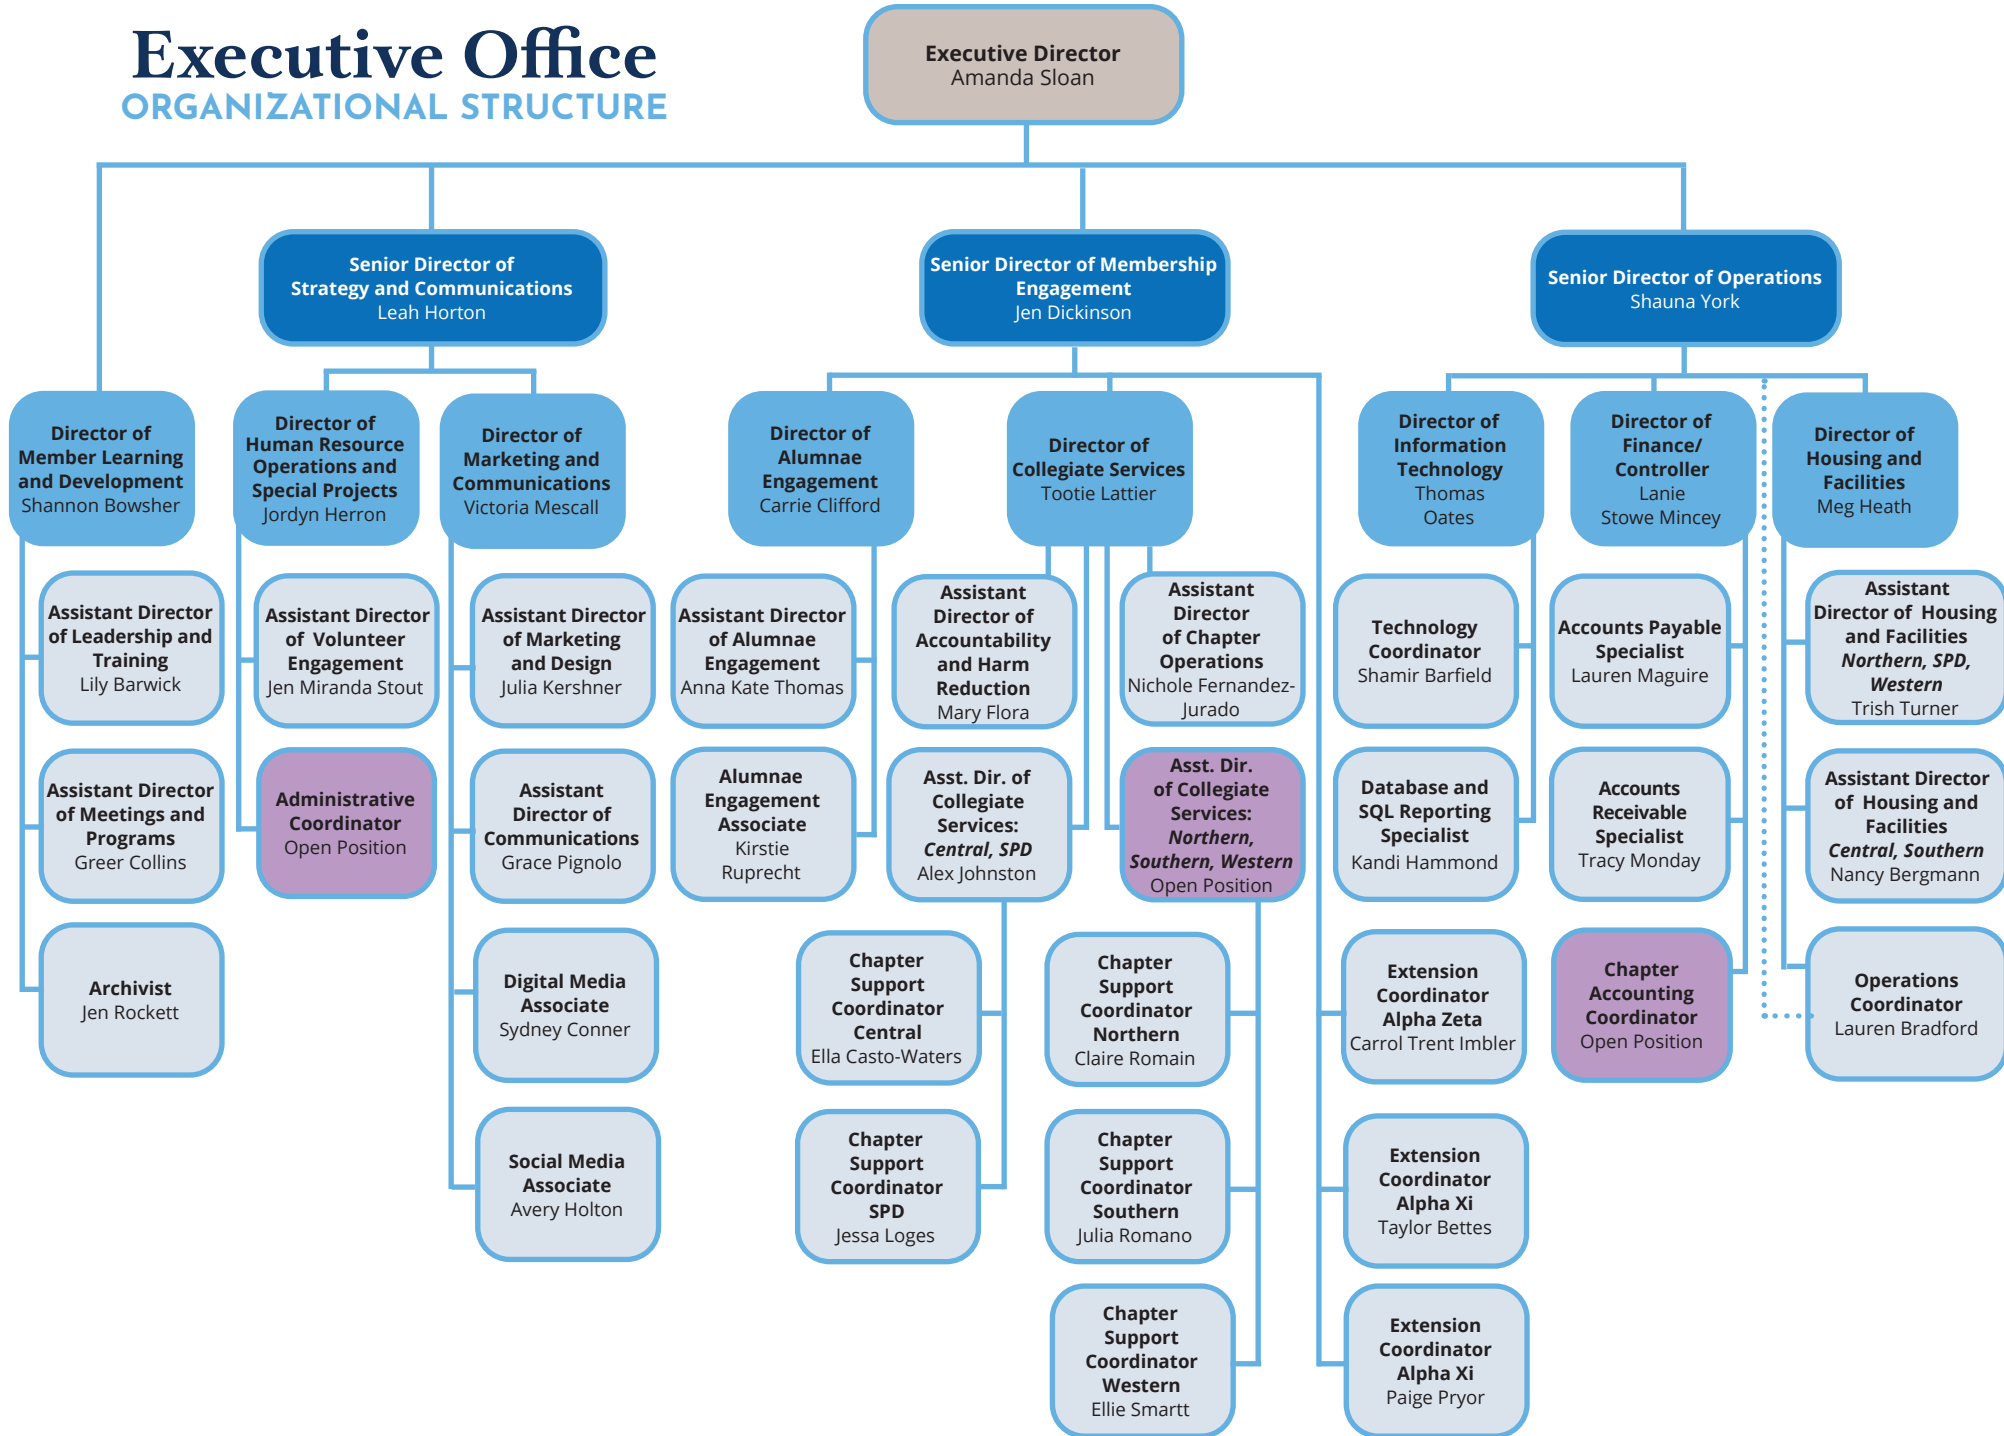 Executive Office
ORGANIZATIONAL STRUCTURE
Executive Director
Amanda Sloan
Senior Director of
Strategy and Communications
Leah Horton
Senior Director of Membership
Engagement
Jen Dickinson
Senior Director of Operations
Shauna York
Director of
Member Learning
and Development
Shannon Bowsher
Director of
Human Resource
Operations and
Special Projects
Jordyn Herron
Director of
Marketing and
Communications
Victoria Mescall
Director of
Alumnae
Engagement
Carrie Clifford
Director of
Collegiate Services
Tootie Lattier
Director of
Information
Technology
Thomas
Oates
Director of
Finance/
Controller
Lanie
Stowe Mincey
Director of
Housing and
Facilities
Meg Heath
Assistant Director
of Leadership and
Training
Lily Barwick
Assistant Director
of Volunteer
Engagement
Jen Miranda Stout
Assistant Director
of Marketing
and Design
Julia Kershner
Assistant Director
of Alumnae
Engagement
Anna Kate Thomas
Assistant
Director of
Accountability
and Harm
Reduction
Mary Flora
Assistant
Director
of Chapter
Operations
Nichole Fernandez-
Jurado
Technology
Coordinator
Shamir Barfield
Accounts Payable
Specialist
Lauren Maguire
Assistant
Director of Housing
and Facilities
Northern, SPD,
Western
Trish Turner
Assistant Director
of Meetings and
Programs
Greer Collins
Administrative
Coordinator
Open Position
Assistant
Director of
Communications
Grace Pignolo
Alumnae
Engagement
Associate
Kirstie
Ruprecht
Asst. Dir. of
Collegiate
Services:
Central, SPD
Alex Johnston
Asst. Dir.
of Collegiate
Services:
Northern,
Southern, Western
Open Position
Database and
SQL Reporting
Specialist
Kandi Hammond
Accounts
Receivable
Specialist
Tracy Monday
Assistant Director
of Housing and
Facilities
Central, Southern
Nancy Bergmann
Archivist
Jen Rockett
Digital Media
Associate
Sydney Conner
Chapter
Support
Coordinator
Central
Ella Casto-Waters
Chapter
Support
Coordinator
Northern
Claire Romain
Extension
Coordinator
Alpha Zeta
Carrol Trent Imbler
Chapter
Accounting
Coordinator
Open Position
Operations
Coordinator
Lauren Bradford
Social Media
Associate
Avery Holton
Chapter
Support
Coordinator
SPD
Jessa Loges
Chapter
Support
Coordinator
Southern
Julia Romano
Extension
Coordinator
Alpha Xi
Taylor Bettes
Chapter
Support
Coordinator
Western
Ellie Smartt
Extension
Coordinator
Alpha Xi
Paige Pryor